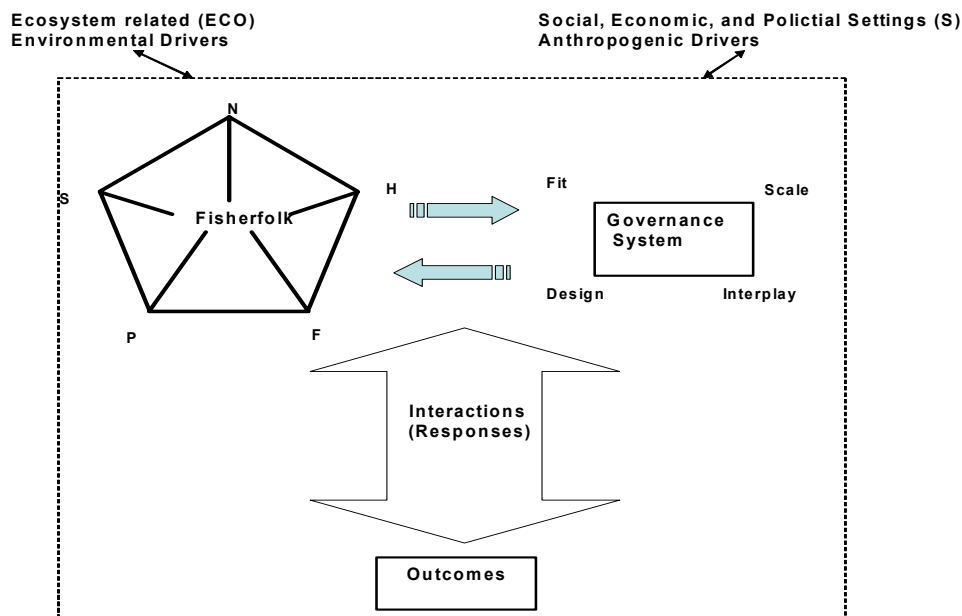 Ecosystem related (ECO)
Environmental Drivers
Social, Economic, and Polictial Settings (S)
Anthropogenic Drivers
N
S
H
Fisherfolk
P
F
Fit
Scale
Governance
System
Design
Interplay
Interactions
(Responses)
Outcomes